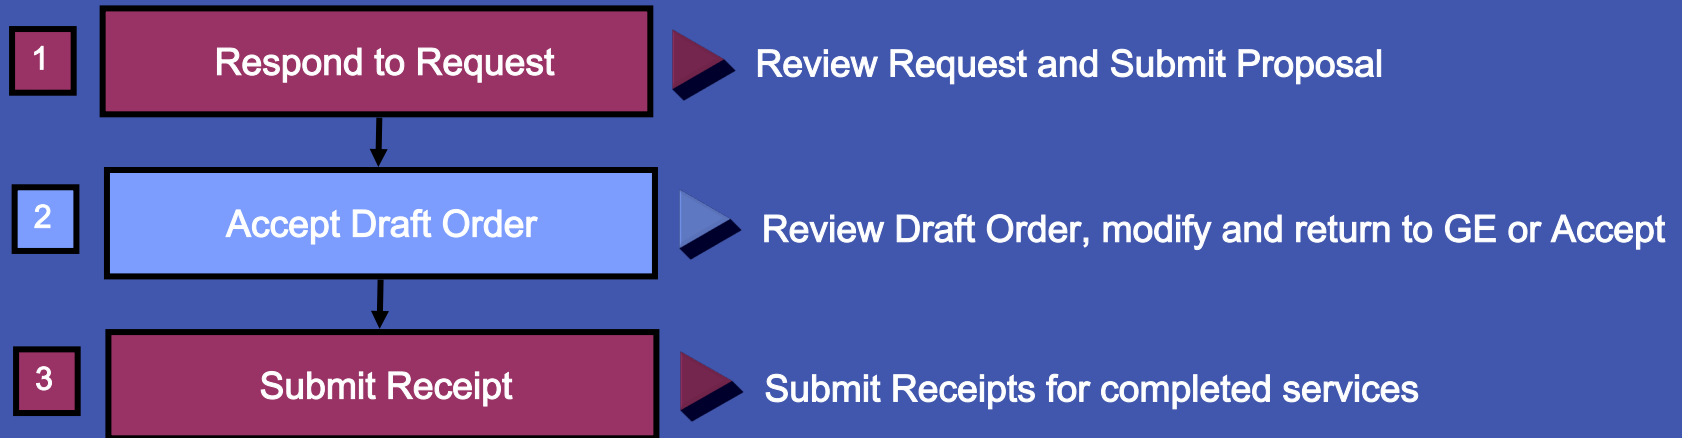 1
Respond to Request
Review Request and Submit Proposal
2
Accept Draft Order
Review Draft Order, modify and return to GE or Accept
3
Submit Receipt
Submit Receipts for completed services